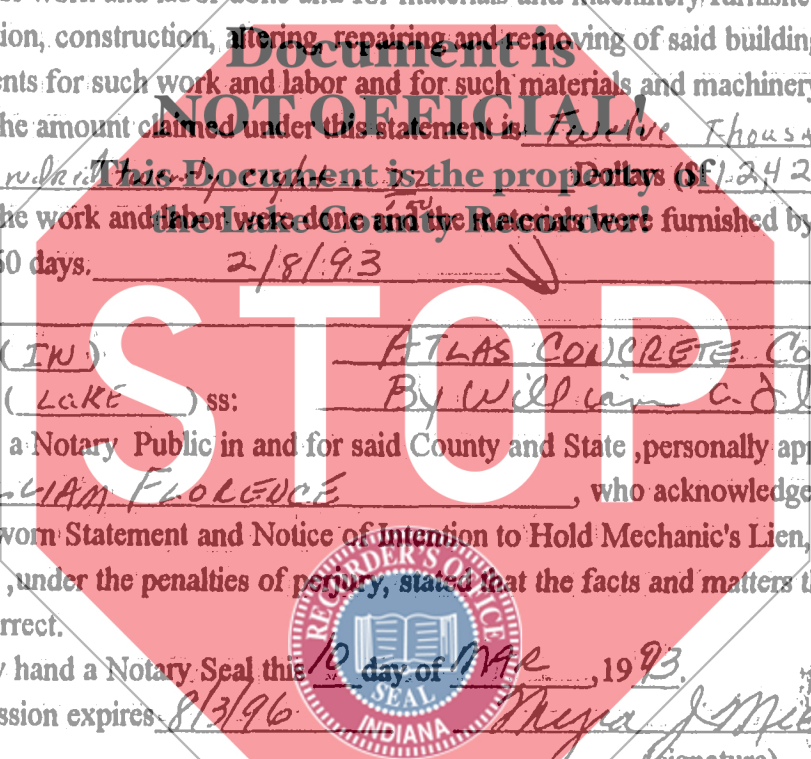 work and labor done and for materials and machinery furnished
tion, construction, altering, repairing and removing of said building
Document is
ents for such work and labor and for such materials and machinery
NOT OFFICIAL!
he amount claimed under this statement is Twelve Thous
This Document is the property of
Dollars ($ 1242
the Lake County Recorder!
he work and labor were done and the materials were furnished by
60 days. 2/8/93
STOP
(IN) ATLAS CONCRETE Co
(LAKE) ss: By William C.
a Notary Public in and for said County and State ,personally app
LIAM FLORENCE , who acknowledge
worn Statement and Notice of Intention to Hold Mechanic's Lien,
,under the penalties of perjury, stated that the facts and matters th
rrect.
RECORDER'S OFFICE
SEAL
INDIANA
y hand a Notary Seal this 10 day of MAR ,19 93.
ssion expires 8/3/96 J
(signature)